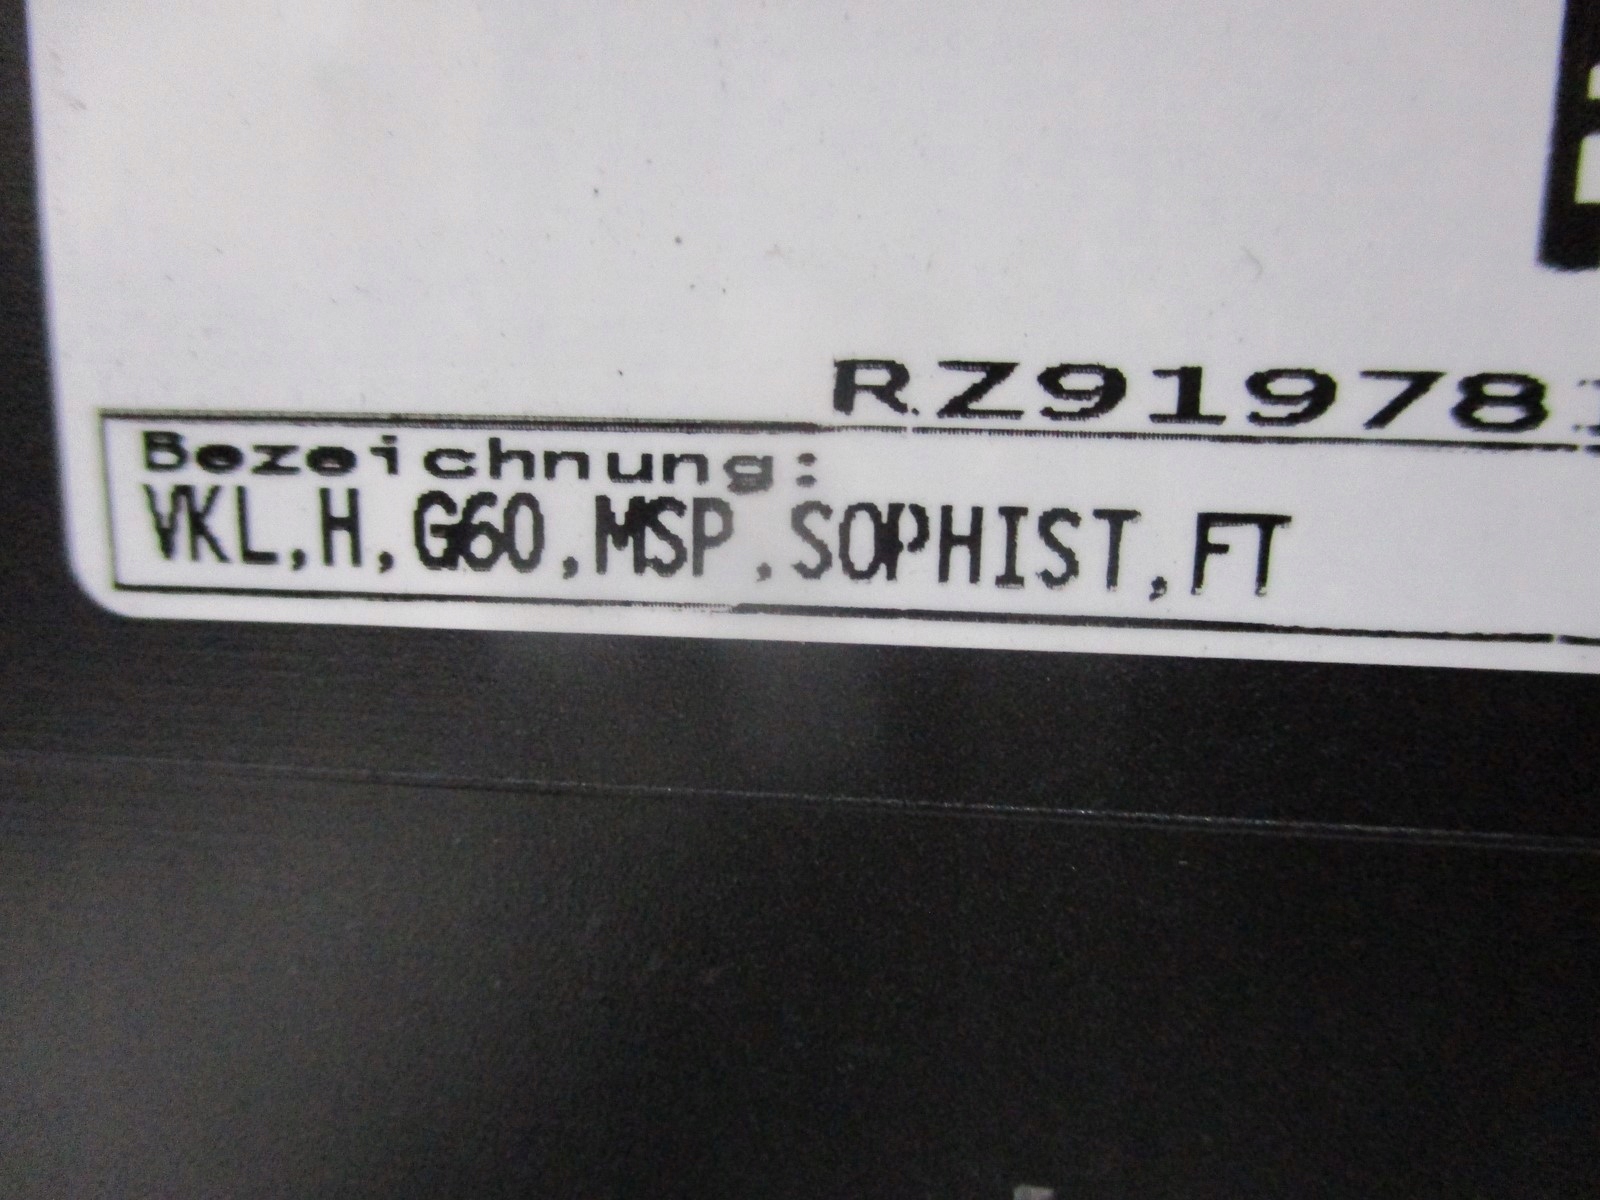 RZ91978
Bezeichnung:
VKL,H,G60,MSP,SOPHIST,FT